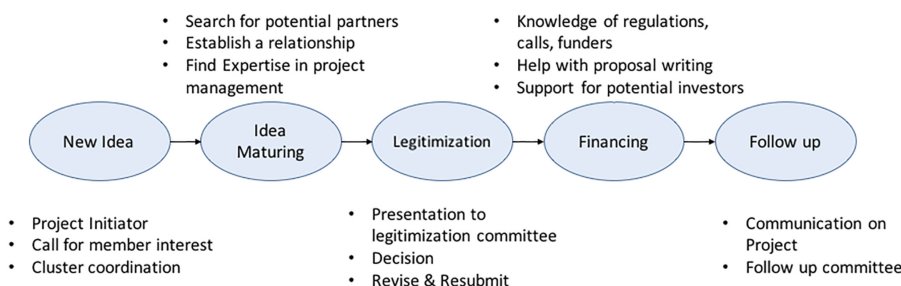 • Search for potential partners
• Establish a relationship
• Find Expertise in project
management
• Knowledge of regulations,
calls, funders
• Help with proposal writing
• Support for potential investors
New Idea
Idea
Maturing
Legitimization
Financing
Follow up
• Project Initiator
• Call for member interest
• Cluster coordination
• Presentation to
legitimization committee
• Decision
• Revise & Resubmit
• Communication on
Project
• Follow up committee